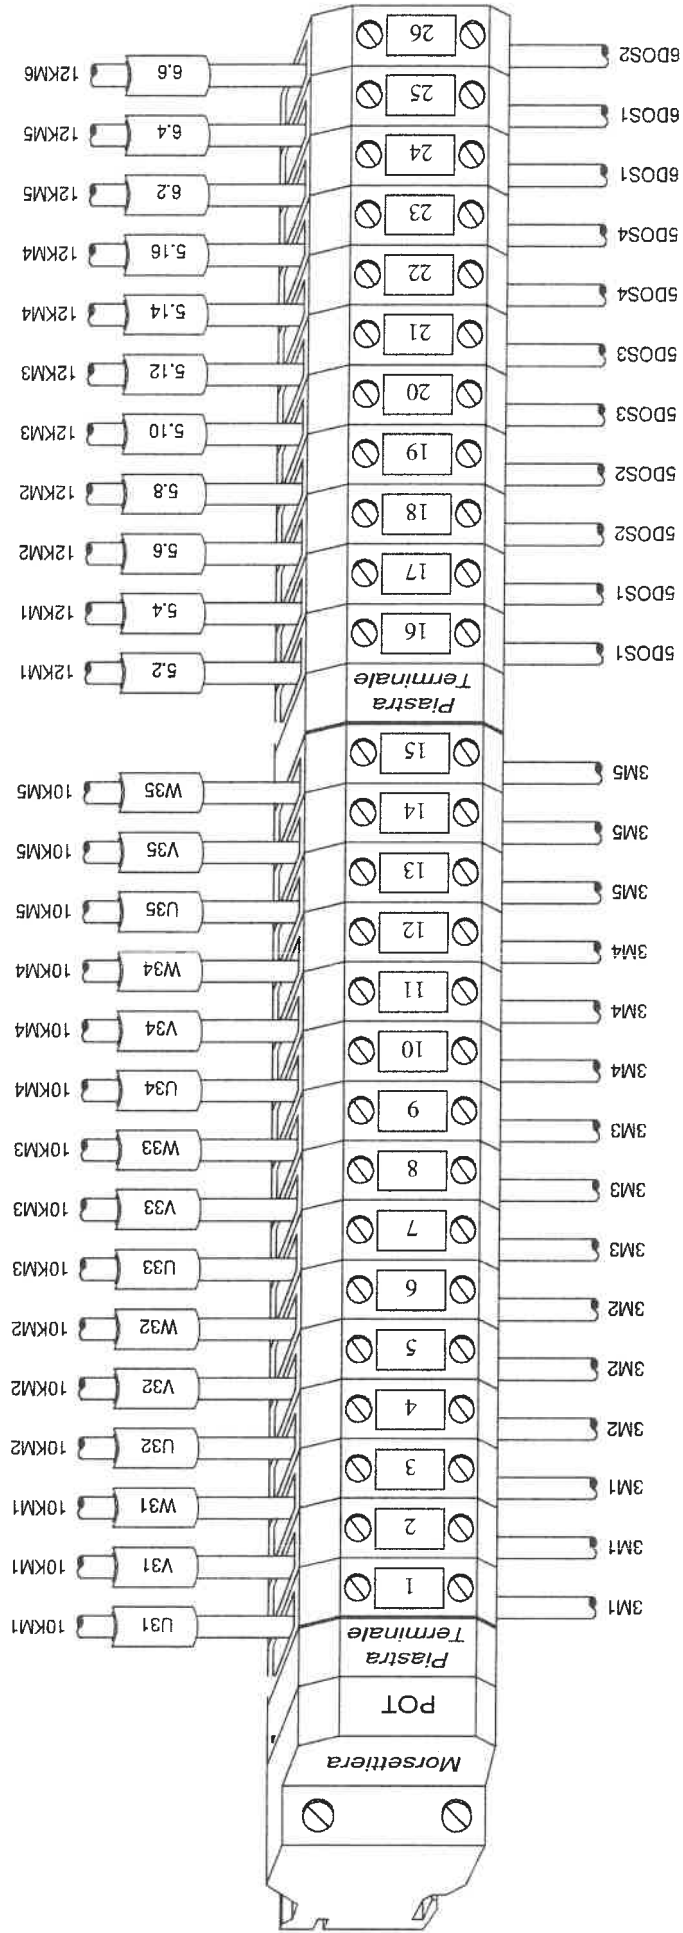 Morsettiera
POT
Piastra
Terminale
3M1 1 U31 10KM1
3M1 2 V31 10KM1
3M1 3 W31 10KM1
3M2 4 U32 10KM2
3M2 5 V32 10KM2
3M2 6 W32 10KM2
3M3 7 U33 10KM3
3M3 8 V33 10KM3
3M3 9 W33 10KM3
3M4 10 U34 10KM4
3M4 11 V34 10KM4
3M4 12 W34 10KM4
3M5 13 U35 10KM5
3M5 14 V35 10KM5
3M5 15 W35 10KM5
Piastra
Terminale
5DOS1 16 5.2 12KM1
5DOS1 17 5.4 12KM1
5DOS2 18 5.6 12KM2
5DOS2 19 5.8 12KM2
5DOS3 20 5.10 12KM3
5DOS3 21 5.12 12KM3
5DOS4 22 5.14 12KM4
5DOS4 23 5.16 12KM4
6DOS1 24 6.2 12KM5
6DOS1 25 6.4 12KM5
6DOS2 26 6.6 12KM6